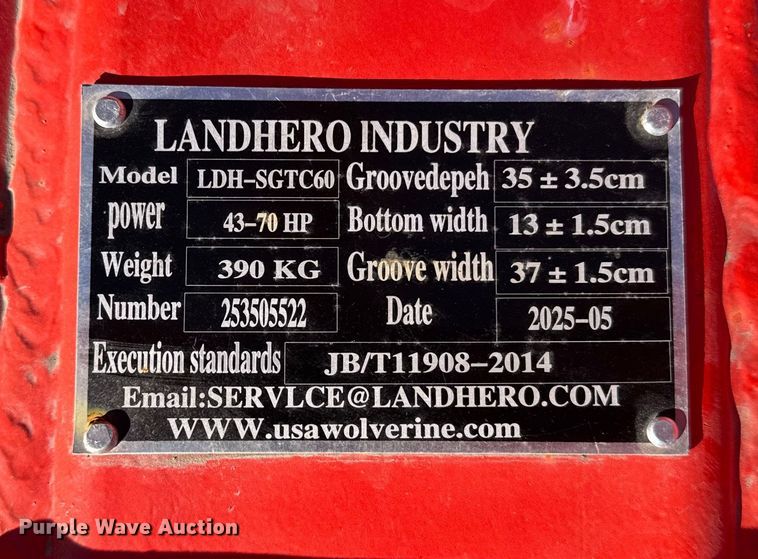 LANDHERO INDUSTRY
Model LDH-SGTC60 Groovedepeh 35 ± 3.5cm
power 43-70 HP Bottom width 13 ± 1.5cm
Weight 390 KG Groove width 37 ± 1.5cm
Number 253505522 Date 2025-05
Execution standards JB/T11908-2014
Email:SERVLCE@LANDHERO.COM
WWW.usawolverine.com
Purple Wave Auction